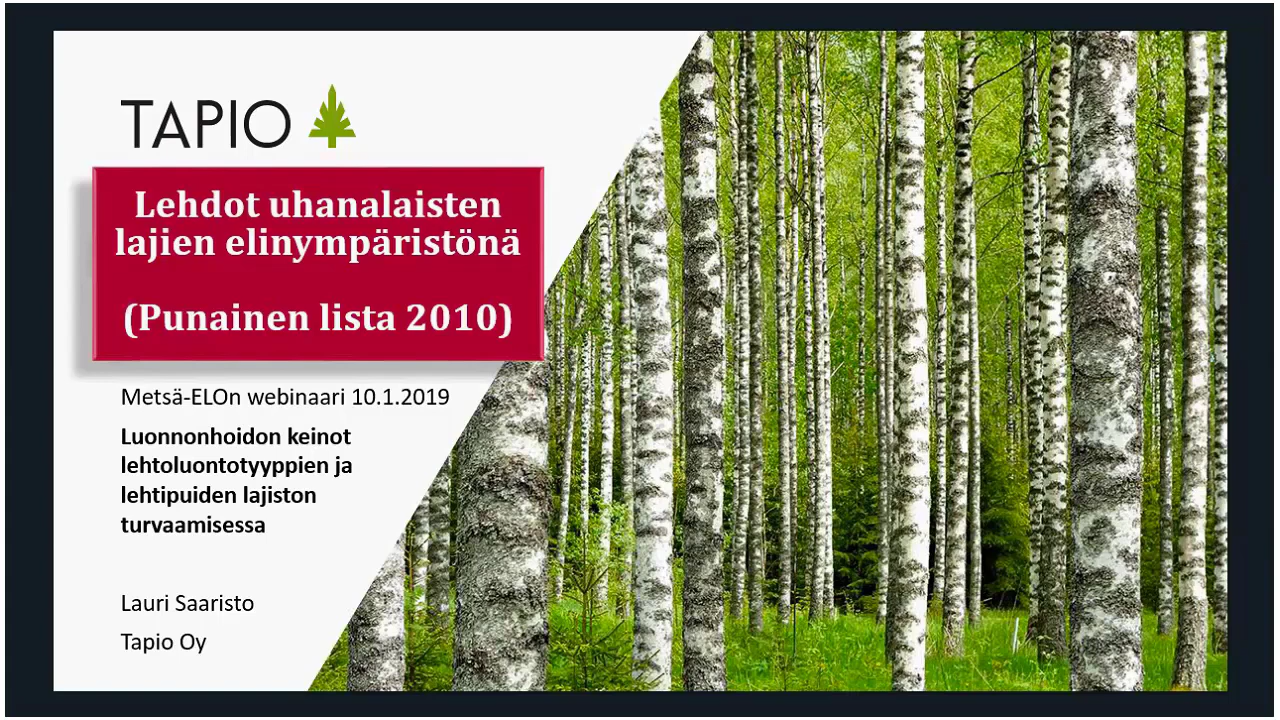 TAPIO
Lehdot uhanalaisten
lajien elinympäristönä
(Punainen lista 2010)
Metsä-ELOn webinaari 10.1.2019
Luonnonhoidon keinot
lehtoluontotyyppien ja
lehtipuiden lajiston
turvaamisessa
Lauri Saaristo
Tapio Oy